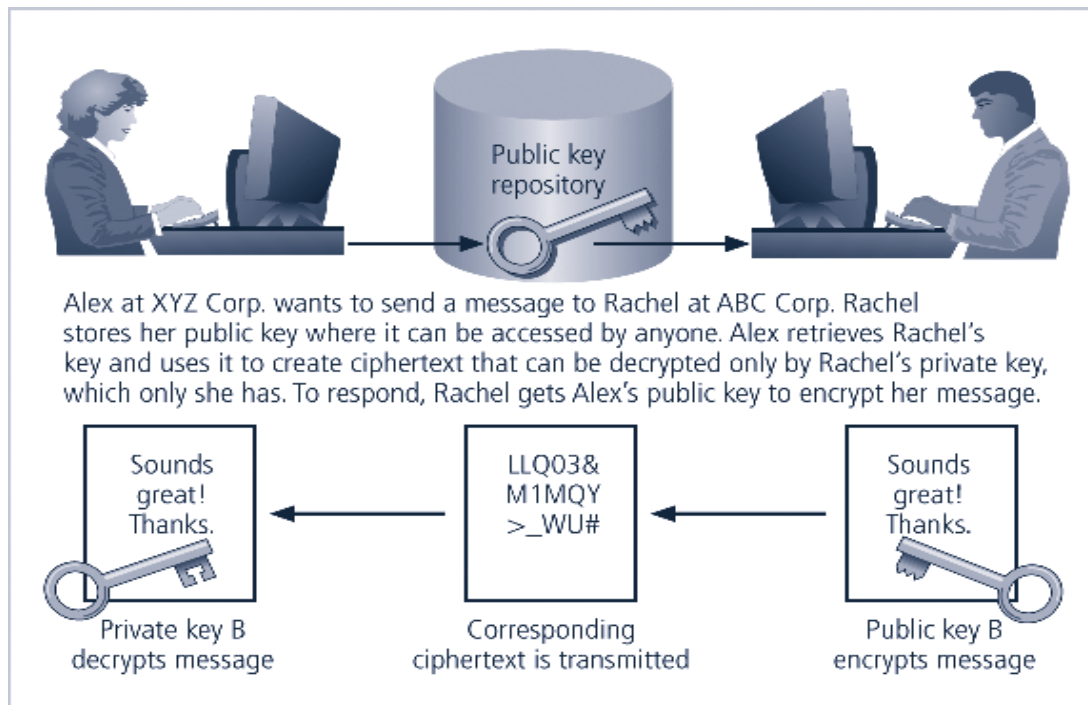 Public key
repository
Alex at XYZ Corp. wants to send a message to Rachel at ABC Corp. Rachel
stores her public key where it can be accessed by anyone. Alex retrieves Rachel's
key and uses it to create ciphertext that can be decrypted only by Rachel's private key,
which only she has. To respond, Rachel gets Alex's public key to encrypt her message.
Sounds
great!
Thanks.
LLQ03&
M1MQY
>_WU#
Sounds
great!
Thanks.
Private key B
decrypts message
Corresponding
ciphertext is transmitted
Public key B
encrypts message